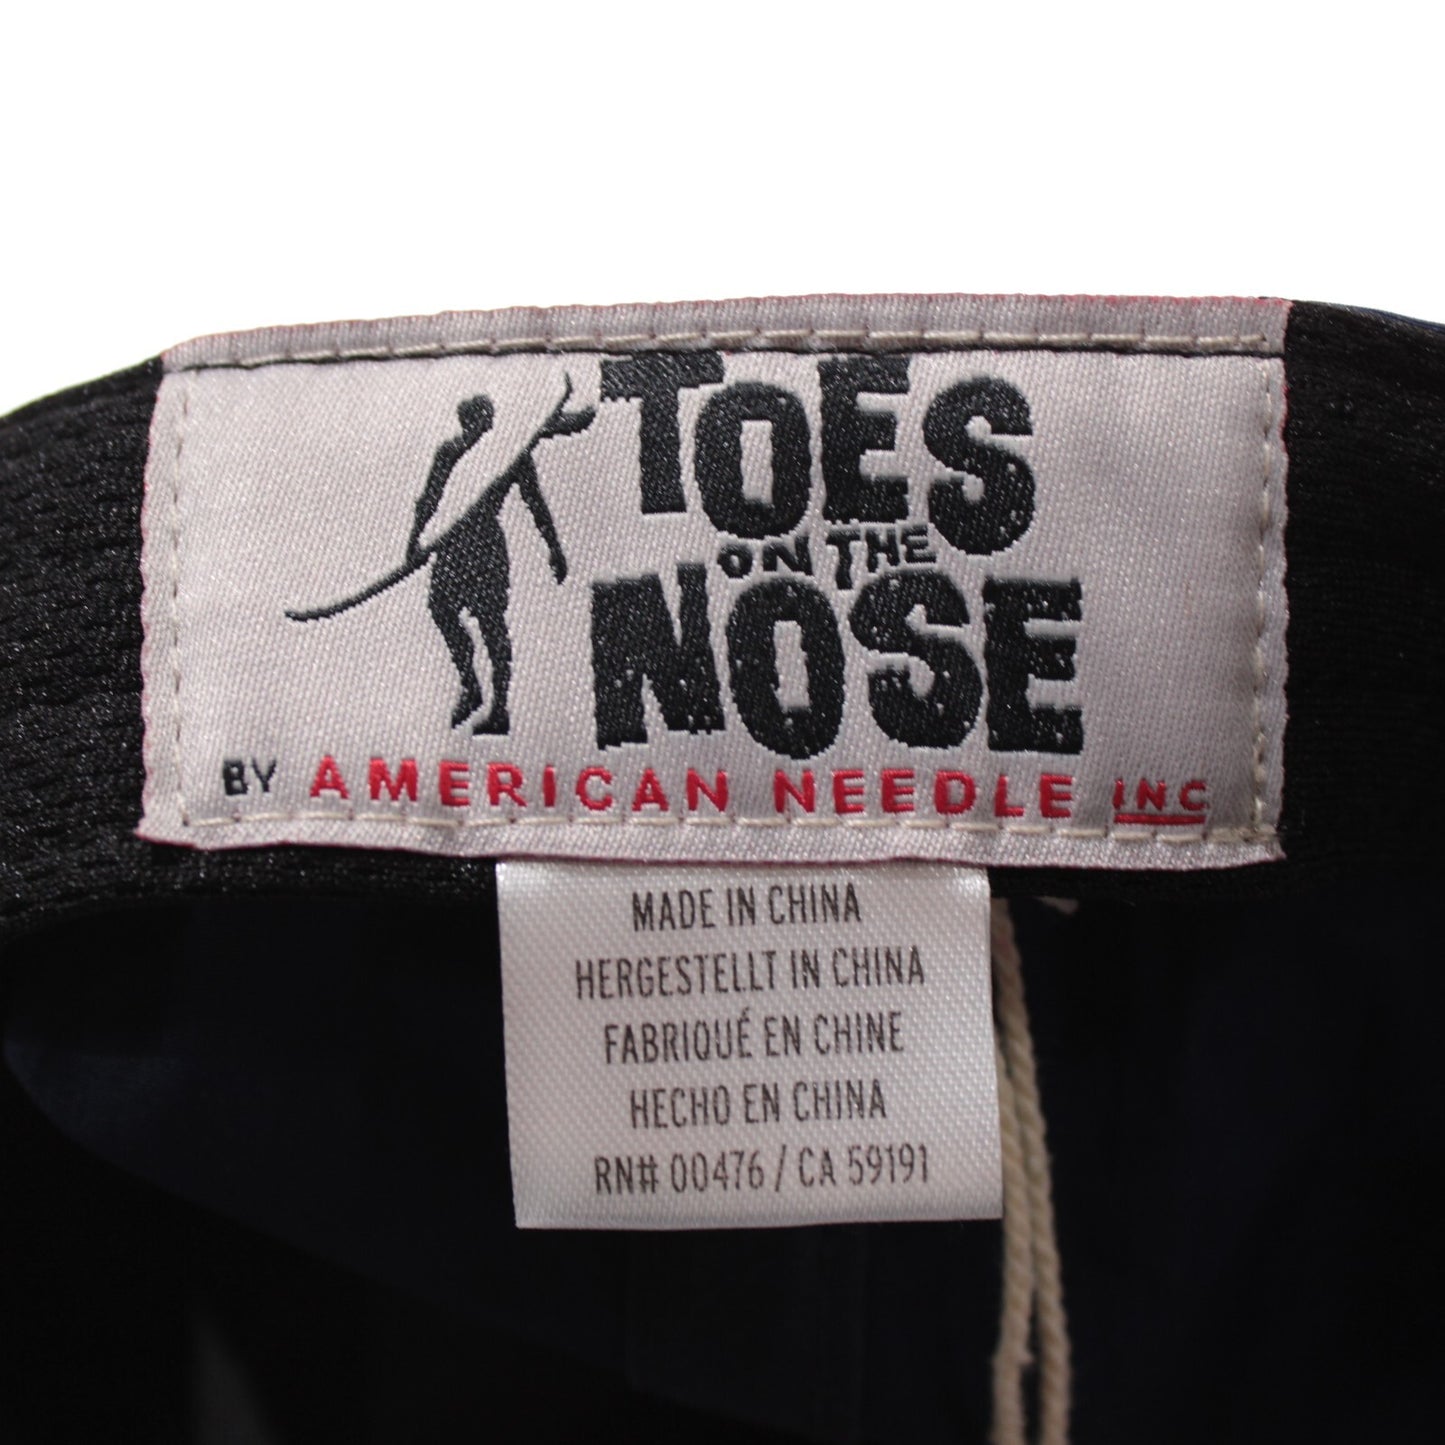 TOES
ON THE
NOSE
BY AMERICAN NEEDLE INC
MADE IN CHINA
HERGESTELLT IN CHINA
FABRIQUÉ EN CHINE
HECHO EN CHINA
RN# 00476 / CA 59191